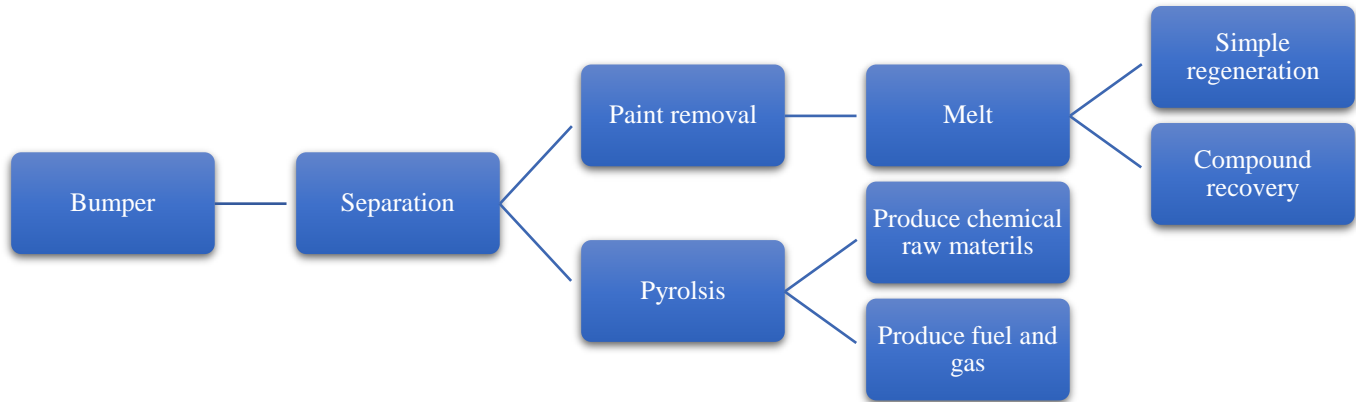 Bumper
Separation
Paint removal
Pyrolsis
Melt
Produce chemical
raw materils
Produce fuel and
gas
Simple
regeneration
Compound
recovery